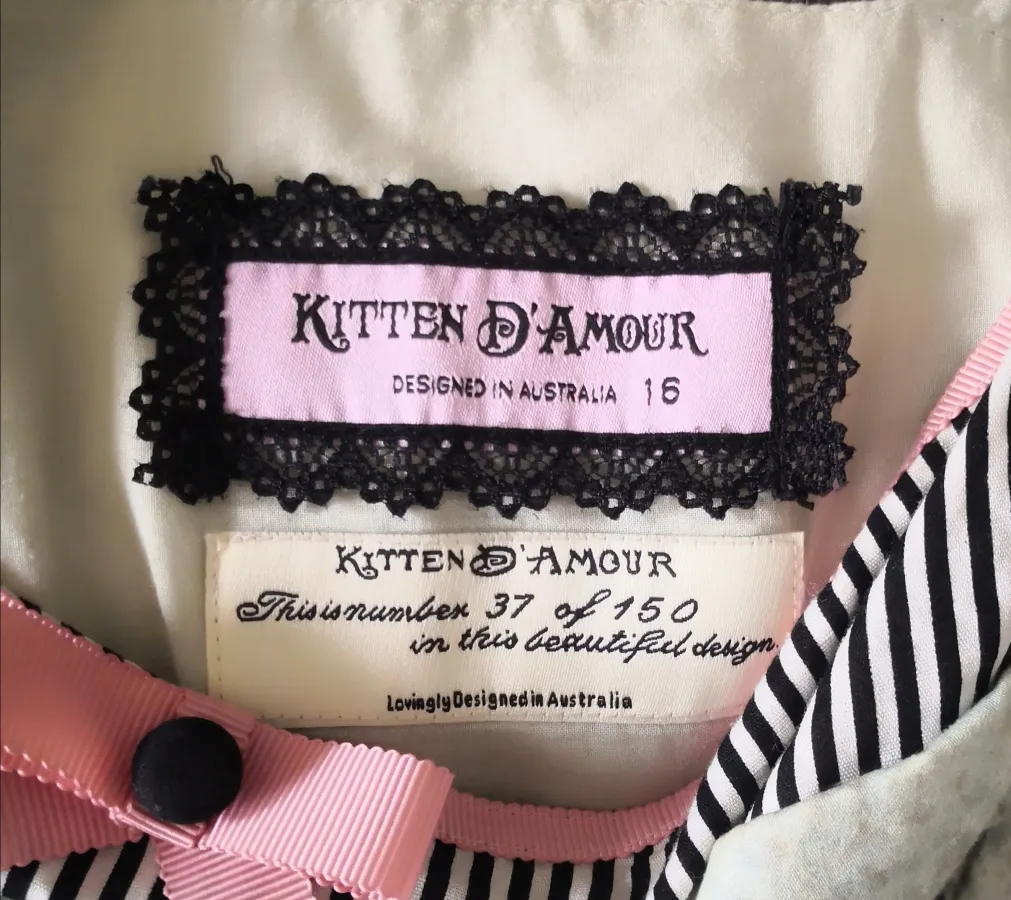 KITTEN D'AMOUR
DESIGNED IN AUSTRALIA 16
KITTEN D'AMOUR
This is number 37 of 150
in this beautiful design.
Lovingly Designed in Australia